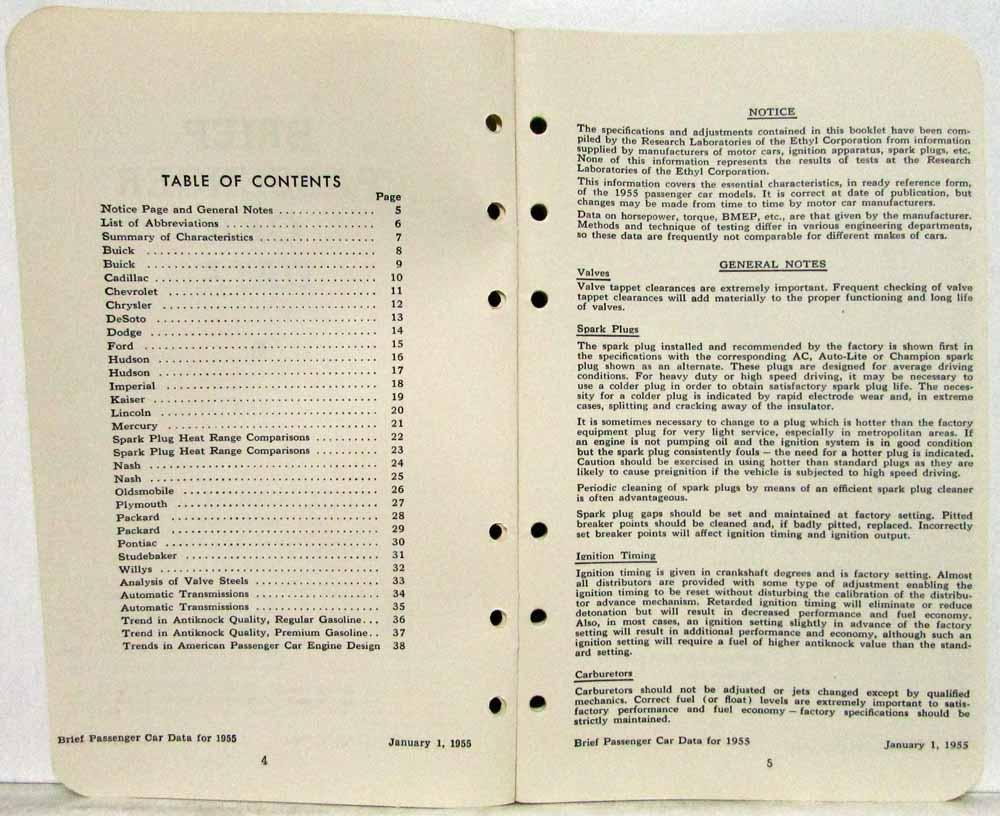 TABLE OF CONTENTS
Page
Notice Page and General Notes . . . . . . . . . . . . . . . 5
List of Abbreviations . . . . . . . . . . . . . . . . . . . . . . . 6
Summary of Characteristics . . . . . . . . . . . . . . . . . . 7
Buick . . . . . . . . . . . . . . . . . . . . . . . . . . . . . . . . . . . 8
Buick . . . . . . . . . . . . . . . . . . . . . . . . . . . . . . . . . . . 9
Cadillac . . . . . . . . . . . . . . . . . . . . . . . . . . . . . . . . . . 10
Chevrolet . . . . . . . . . . . . . . . . . . . . . . . . . . . . . . . . 11
Chrysler . . . . . . . . . . . . . . . . . . . . . . . . . . . . . . . . . 12
DeSoto . . . . . . . . . . . . . . . . . . . . . . . . . . . . . . . . . . 13
Dodge . . . . . . . . . . . . . . . . . . . . . . . . . . . . . . . . . . . 14
Ford . . . . . . . . . . . . . . . . . . . . . . . . . . . . . . . . . . . . 15
Hudson . . . . . . . . . . . . . . . . . . . . . . . . . . . . . . . . . . 16
Hudson . . . . . . . . . . . . . . . . . . . . . . . . . . . . . . . . . . 17
Imperial . . . . . . . . . . . . . . . . . . . . . . . . . . . . . . . . . 18
Kaiser . . . . . . . . . . . . . . . . . . . . . . . . . . . . . . . . . . . 19
Lincoln . . . . . . . . . . . . . . . . . . . . . . . . . . . . . . . . . . 20
Mercury . . . . . . . . . . . . . . . . . . . . . . . . . . . . . . . . . 21
Spark Plug Heat Range Comparisons . . . . . . . . . . 22
Spark Plug Heat Range Comparisons . . . . . . . . . . 23
Nash . . . . . . . . . . . . . . . . . . . . . . . . . . . . . . . . . . . . 24
Nash . . . . . . . . . . . . . . . . . . . . . . . . . . . . . . . . . . . . 25
Oldsmobile . . . . . . . . . . . . . . . . . . . . . . . . . . . . . . 26
Plymouth . . . . . . . . . . . . . . . . . . . . . . . . . . . . . . . . 27
Packard . . . . . . . . . . . . . . . . . . . . . . . . . . . . . . . . . 28
Packard . . . . . . . . . . . . . . . . . . . . . . . . . . . . . . . . . 29
Pontiac . . . . . . . . . . . . . . . . . . . . . . . . . . . . . . . . . . 30
Studebaker . . . . . . . . . . . . . . . . . . . . . . . . . . . . . . 31
Willys . . . . . . . . . . . . . . . . . . . . . . . . . . . . . . . . . . . 32
Analysis of Valve Steels . . . . . . . . . . . . . . . . . . . 33
Automatic Transmissions . . . . . . . . . . . . . . . . . . . 34
Automatic Transmissions . . . . . . . . . . . . . . . . . . . 35
Trend in Antiknock Quality, Regular Gasoline . . . 36
Trend in Antiknock Quality, Premium Gasoline . . 37
Trends in American Passenger Car Engine Design 38
Brief Passenger Car Data for 1955 January 1, 1955
4
NOTICE
The specifications and adjustments contained in this booklet have been com-
piled by the Research Laboratories of the Ethyl Corporation from information
supplied by manufacturers of motor cars, ignition apparatus, spark plugs, etc.
None of this information represents the results of tests at the Research
Laboratories of the Ethyl Corporation.
This information covers the essential characteristics, in ready reference form,
of the 1955 passenger car models. It is correct at date of publication, but
changes may be made from time to time by motor car manufacturers.
Data on horsepower, torque, BMEP, etc., are that given by the manufacturer.
Methods and technique of testing differ in various engineering departments,
so these data are frequently not comparable for different makes of cars.
GENERAL NOTES
Valves
Valve tappet clearances are extremely important. Frequent checking of valve
tappet clearances will add materially to the proper functioning and long life
of valves.
Spark Plugs
The spark plug installed and recommended by the factory is shown first in
the specifications with the corresponding AC, Auto-Lite or Champion spark
plug shown as an alternate. These plugs are designed for average driving
conditions. For heavy duty or high speed driving, it may be necessary to
use a colder plug in order to obtain satisfactory spark plug life. The neces-
sity for a colder plug is indicated by rapid electrode wear and, in extreme
cases, splitting and cracking away of the insulator.
It is sometimes necessary to change to a plug which is hotter than the factory
equipment plug for very light service, especially in metropolitan areas. If
an engine is not pumping oil and the ignition system is in good condition
but the spark plug consistently fouls — the need for a hotter plug is indicated.
Caution should be exercised in using hotter than standard plugs as they are
likely to cause preignition if the vehicle is subjected to high speed driving.
Periodic cleaning of spark plugs by means of an efficient spark plug cleaner
is often advantageous.
Spark plug gaps should be set and maintained at factory setting. Pitted
breaker points should be cleaned and, if badly pitted, replaced. Incorrectly
set breaker points will affect ignition timing and ignition output.
Ignition Timing
Ignition timing is given in crankshaft degrees and is factory setting. Almost
all distributors are provided with some type of adjustment enabling the
ignition timing to be reset without disturbing the calibration of the distribu-
tor advance mechanism. Retarded ignition timing will eliminate or reduce
detonation but will result in decreased performance and fuel economy.
Also, in most cases, an ignition setting slightly in advance of the factory
setting will result in additional performance and economy, although such an
ignition setting will require a fuel of higher antiknock value than the stand-
ard setting.
Carburetors
Carburetors should not be adjusted or jets changed except by qualified
mechanics. Correct fuel (or float) levels are extremely important to satis-
factory performance and fuel economy — factory specifications should be
strictly maintained.
Brief Passenger Car Data for 1955 January 1, 1955
5